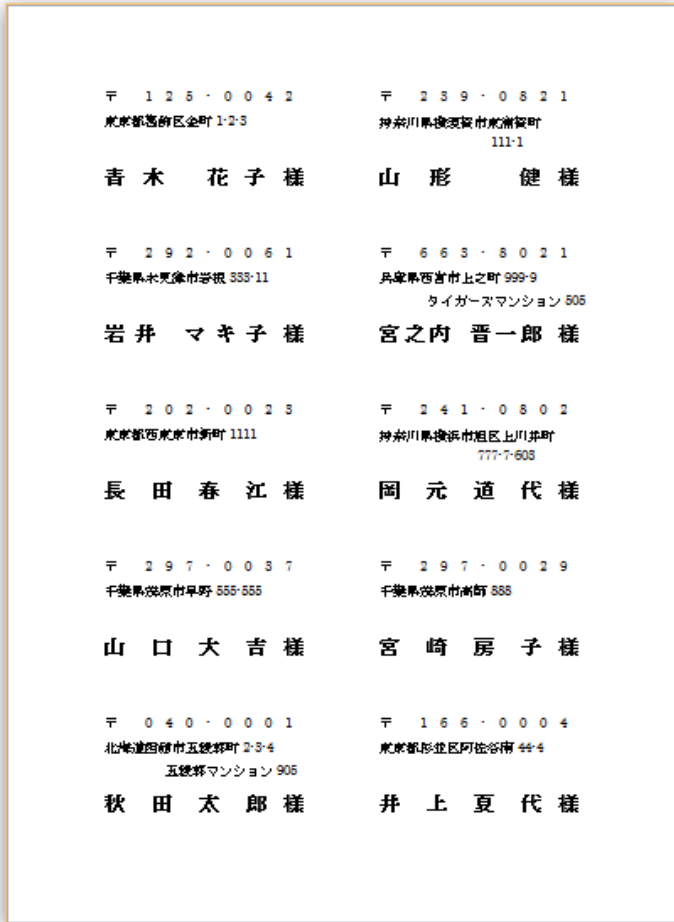 〒 125-0042
東京都葛飾区金町 1-2-3
青木 花子 様
〒 239-0821
神奈川県横須賀市東浦賀町
111-1
山形 健 様
〒 292-0061
千葉県木更津市岩根 333-11
岩井 マキ子 様
〒 663-8021
兵庫県西宮市上之町 999-9
タイガースマンション 505
宮之内 晋一郎 様
〒 202-0023
東京都西東京市新町 1111
長田春江 様
〒 241-0802
神奈川県横浜市旭区上川井町
777-7-603
岡元道代 様
〒 297-0037
千葉県茂原市早野 555-555
山口大吉 様
〒 297-0029
千葉県茂原市高師 888
宮崎房子 様
〒 040-0001
北海道函館市五稜郭町 2-3-4
五稜郭マンション 905
秋田太郎 様
〒 166-0004
東京都杉並区阿佐谷南 44-4
井上夏代 様